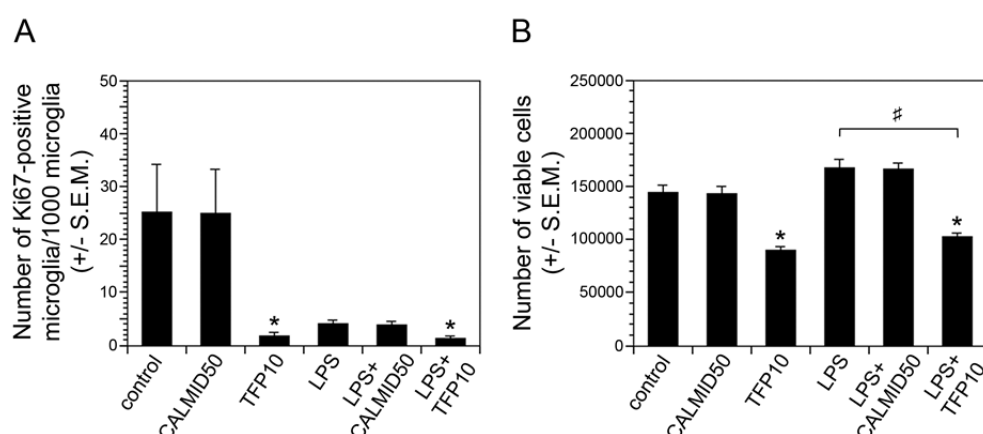 A
Number of Ki67-positive
microglia/1000 microglia
(+/- S.E.M.)
50
40
30
20
10
0
*
*
control
CALMID50
TFP10
LPS
LPS+
CALMID50
LPS+
TFP10
B
Number of viable cells
(+/- S.E.M.)
250000
200000
150000
100000
50000
0
♯
*
*
control
CALMID50
TFP10
LPS
LPS+
CALMID50
LPS+
TFP10